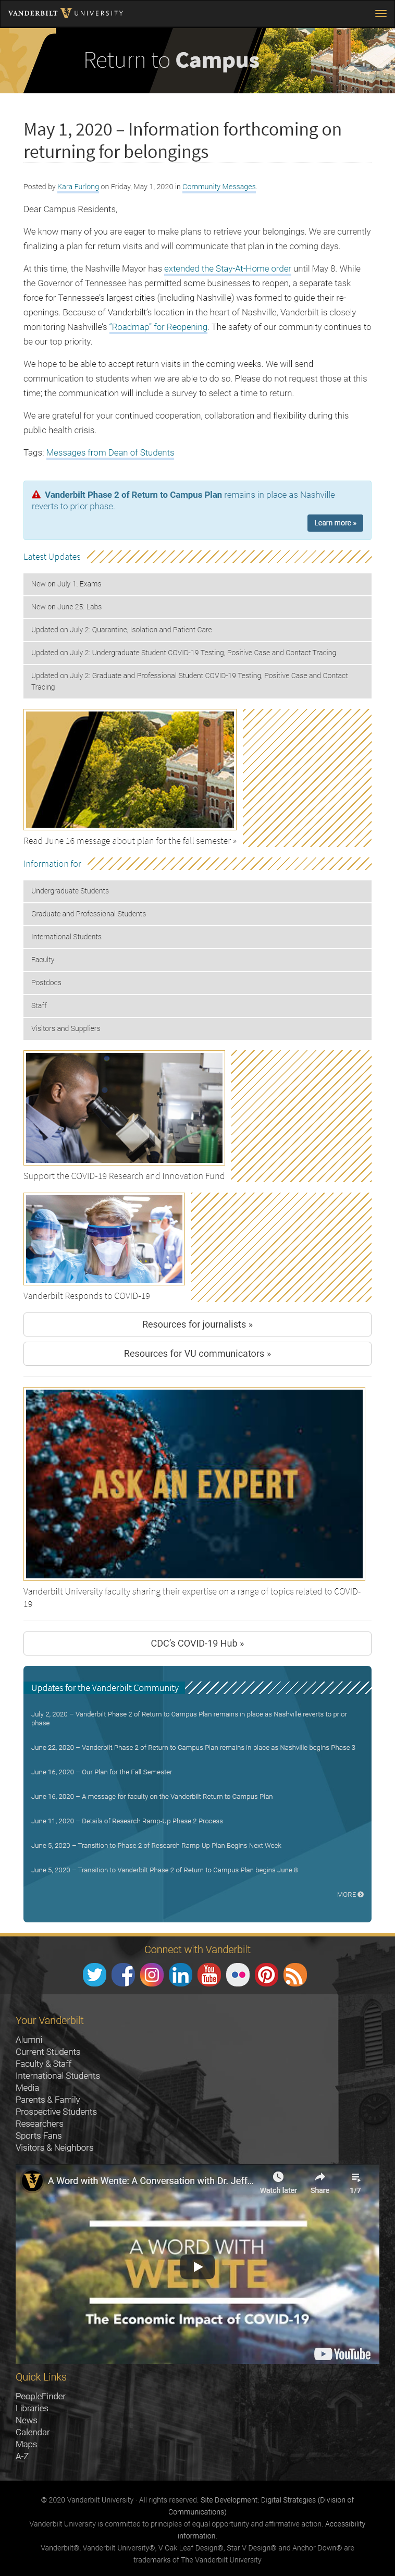 VANDERBILT V UNIVERSITY
Return to Campus
May 1, 2020 – Information forthcoming on
returning for belongings
Posted by Kara Furlong on Friday, May 1, 2020 in Community Messages.
Dear Campus Residents,
We know many of you are eager to make plans to retrieve your belongings. We are currently
finalizing a plan for return visits and will communicate that plan in the coming days.
At this time, the Nashville Mayor has extended the Stay-At-Home order until May 8. While
the Governor of Tennessee has permitted some businesses to reopen, a separate task
force for Tennessee's largest cities (including Nashville) was formed to guide their re-
openings. Because of Vanderbilt's location in the heart of Nashville, Vanderbilt is closely
monitoring Nashville's "Roadmap" for Reopening. The safety of our community continues to
be our top priority.
We hope to be able to accept return visits in the coming weeks. We will send
communication to students when we are able to do so. Please do not request those at this
time; the communication will include a survey to select a time to return.
We are grateful for your continued cooperation, collaboration and flexibility during this
public health crisis.
Tags: Messages from Dean of Students
Vanderbilt Phase 2 of Return to Campus Plan remains in place as Nashville
reverts to prior phase.
Learn more »
Latest Updates
New on July 1: Exams
New on June 25: Labs
Updated on July 2: Quarantine, Isolation and Patient Care
Updated on July 2: Undergraduate Student COVID-19 Testing, Positive Case and Contact Tracing
Updated on July 2: Graduate and Professional Student COVID-19 Testing, Positive Case and Contact
Tracing
Read June 16 message about plan for the fall semester »
Information for
Undergraduate Students
Graduate and Professional Students
International Students
Faculty
Postdocs
Staff
Visitors and Suppliers
Support the COVID-19 Research and Innovation Fund
Vanderbilt Responds to COVID-19
Resources for journalists »
Resources for VU communicators »
ASK AN EXPERT
Vanderbilt University faculty sharing their expertise on a range of topics related to COVID-
19
CDC's COVID-19 Hub »
Updates for the Vanderbilt Community
July 2, 2020 – Vanderbilt Phase 2 of Return to Campus Plan remains in place as Nashville reverts to prior
phase
June 22, 2020 – Vanderbilt Phase 2 of Return to Campus Plan remains in place as Nashville begins Phase 3
June 16, 2020 – Our Plan for the Fall Semester
June 16, 2020 – A message for faculty on the Vanderbilt Return to Campus Plan
June 11, 2020 – Details of Research Ramp-Up Phase 2 Process
June 5, 2020 – Transition to Phase 2 of Research Ramp-Up Plan Begins Next Week
June 5, 2020 – Transition to Vanderbilt Phase 2 of Return to Campus Plan begins June 8
MORE
Connect with Vanderbilt
You Tube
Your Vanderbilt
Alumni
Current Students
Faculty & Staff
International Students
Media
Parents & Family
Prospective Students
Researchers
Sports Fans
Visitors & Neighbors
A Word with Wente: A Conversation with Dr. Jeff...
Watch later Share 1/7
A WORD WITH
WENTE
The Economic Impact of COVID-19
YouTube
Quick Links
PeopleFinder
Libraries
News
Calendar
Maps
A-Z
© 2020 Vanderbilt University · All rights reserved. Site Development: Digital Strategies (Division of
Communications)
Vanderbilt University is committed to principles of equal opportunity and affirmative action. Accessibility
information.
Vanderbilt®, Vanderbilt University®, V Oak Leaf Design®, Star V Design® and Anchor Down® are
trademarks of The Vanderbilt University